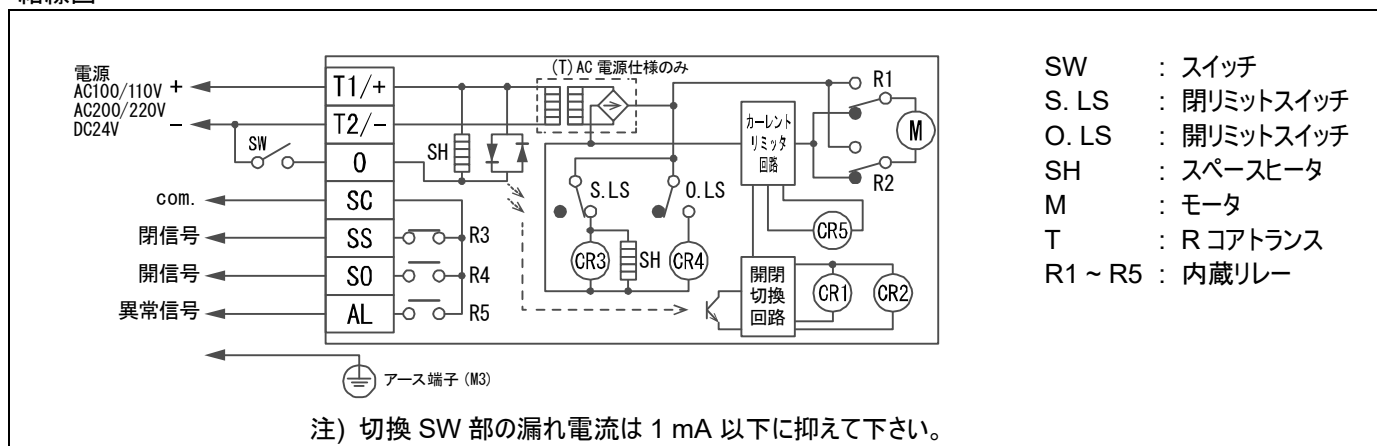 電源
AC100/110V +
AC200/220V
DC24V −
SW
com.
閉信号
開信号
異常信号
T1/+
T2/−
O
SC
SS
SO
AL
R3
R4
R5
アース端子 (M3)
SH
(T) AC 電源仕様のみ
S.LS
O.LS
CR3
SH
CR4
カーレント
リミッタ
回路
CR5
開閉
切換
回路
CR1
CR2
R1
M
R2
SW : スイッチ
S. LS : 閉リミットスイッチ
O. LS : 開リミットスイッチ
SH : スペースヒータ
M : モータ
T : R コアトランス
R1 ~ R5 : 内蔵リレー
注) 切換 SW 部の漏れ電流は 1 mA 以下に抑えて下さい。